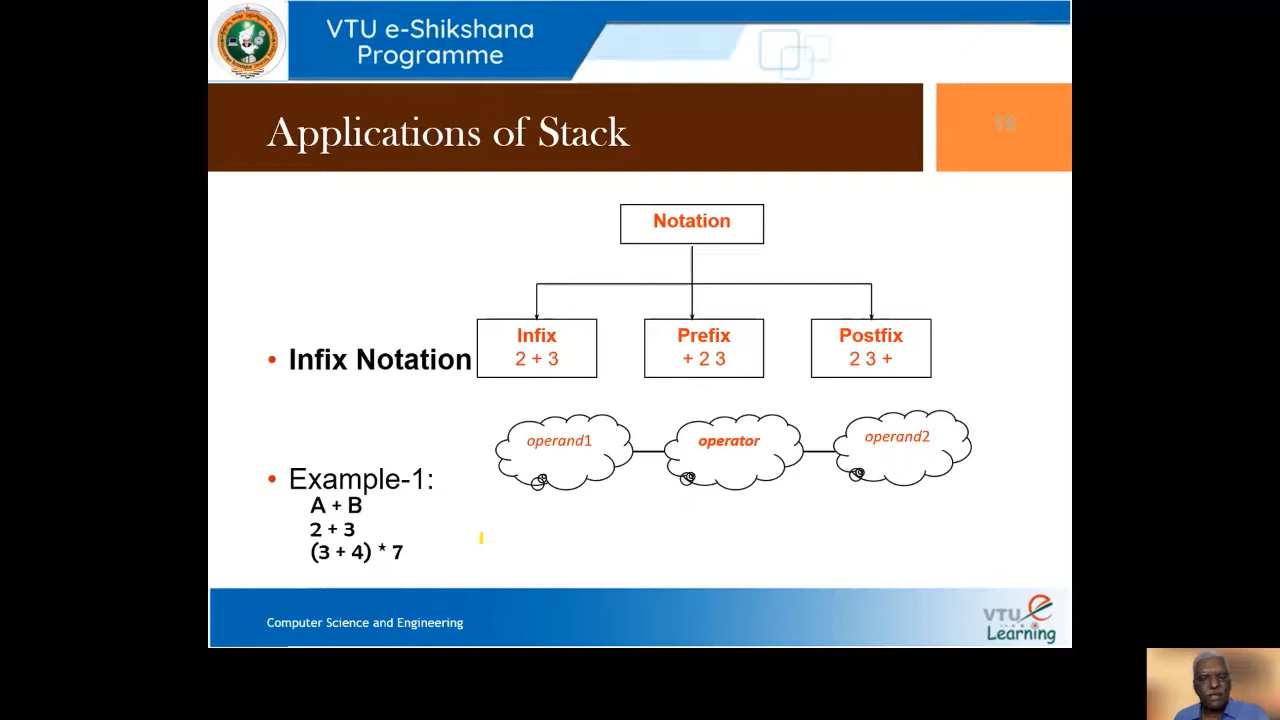 VTU e-Shikshana
Programme
Applications of Stack
18
Notation
Infix
2 + 3
Prefix
+ 2 3
Postfix
2 3 +
• Infix Notation
operand1
operator
operand2
• Example-1:
A + B
2 + 3
(3 + 4) * 7
Computer Science and Engineering
VTU e
Learning